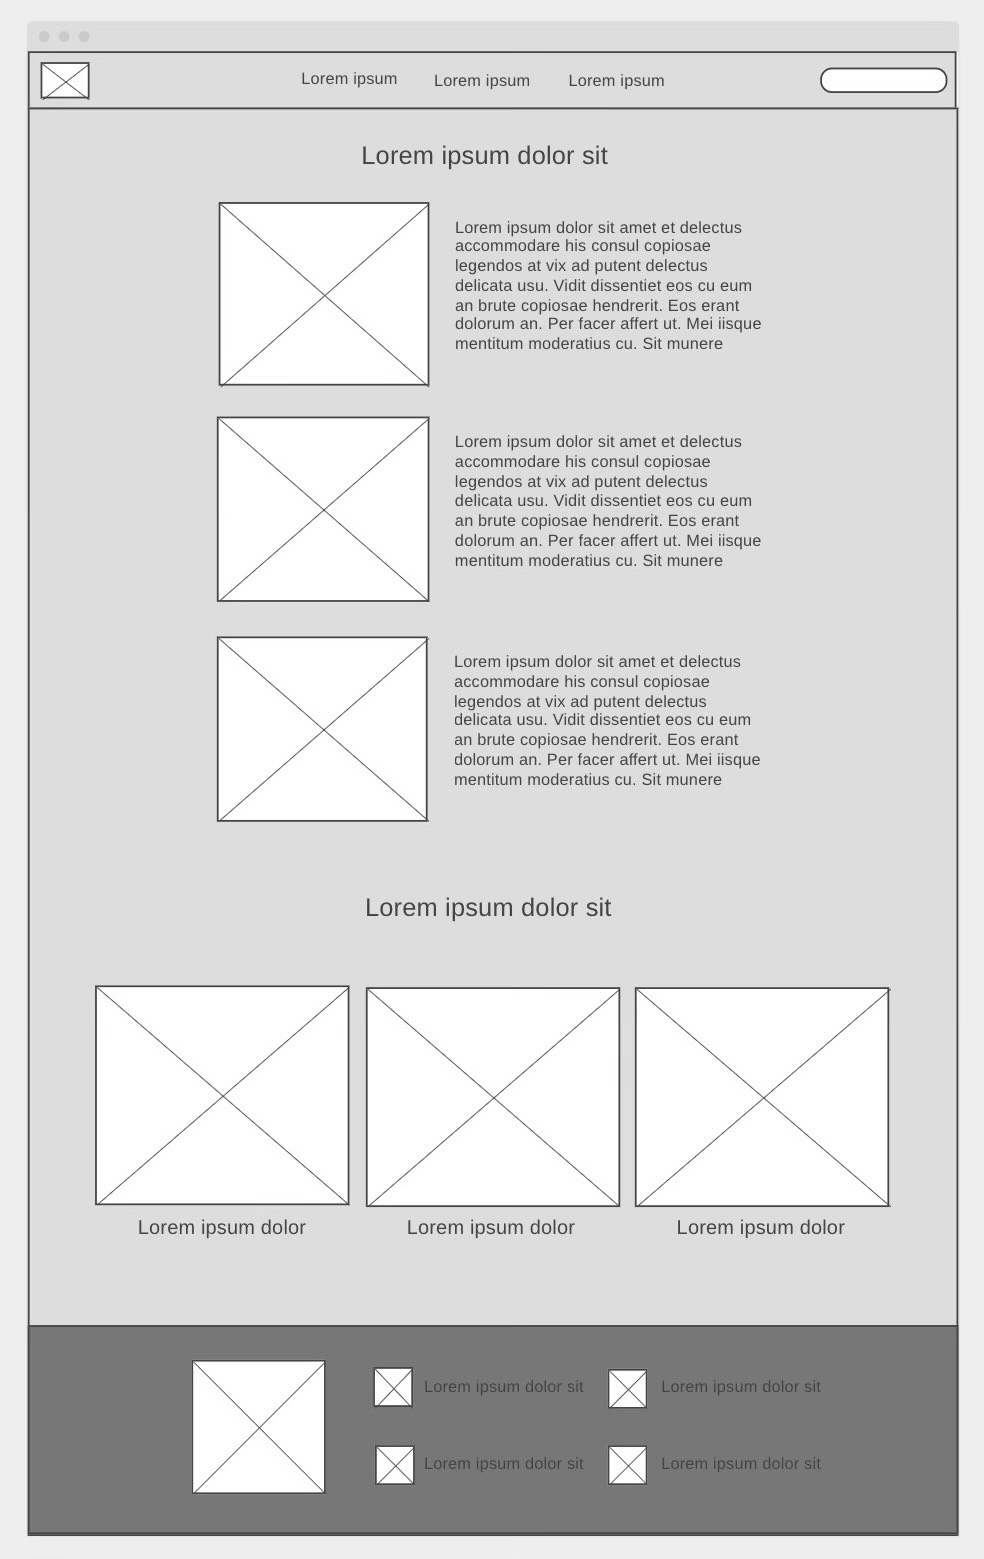 Lorem ipsum
Lorem ipsum
Lorem ipsum
Lorem ipsum dolor sit
Lorem ipsum dolor sit amet et delectus
accommodare his consul copiosae
legendos at vix ad putent delectus
delicata usu. Vidit dissentiet eos cu eum
an brute copiosae hendrerit. Eos erant
dolorum an. Per facer affert ut. Mei iisque
mentitum moderatius cu. Sit munere
Lorem ipsum dolor sit amet et delectus
accommodare his consul copiosae
legendos at vix ad putent delectus
delicata usu. Vidit dissentiet eos cu eum
an brute copiosae hendrerit. Eos erant
dolorum an. Per facer affert ut. Mei iisque
mentitum moderatius cu. Sit munere
Lorem ipsum dolor sit amet et delectus
accommodare his consul copiosae
legendos at vix ad putent delectus
delicata usu. Vidit dissentiet eos cu eum
an brute copiosae hendrerit. Eos erant
dolorum an. Per facer affert ut. Mei iisque
mentitum moderatius cu. Sit munere
Lorem ipsum dolor sit
Lorem ipsum dolor
Lorem ipsum dolor
Lorem ipsum dolor
Lorem ipsum dolor sit
Lorem ipsum dolor sit
Lorem ipsum dolor sit
Lorem ipsum dolor sit